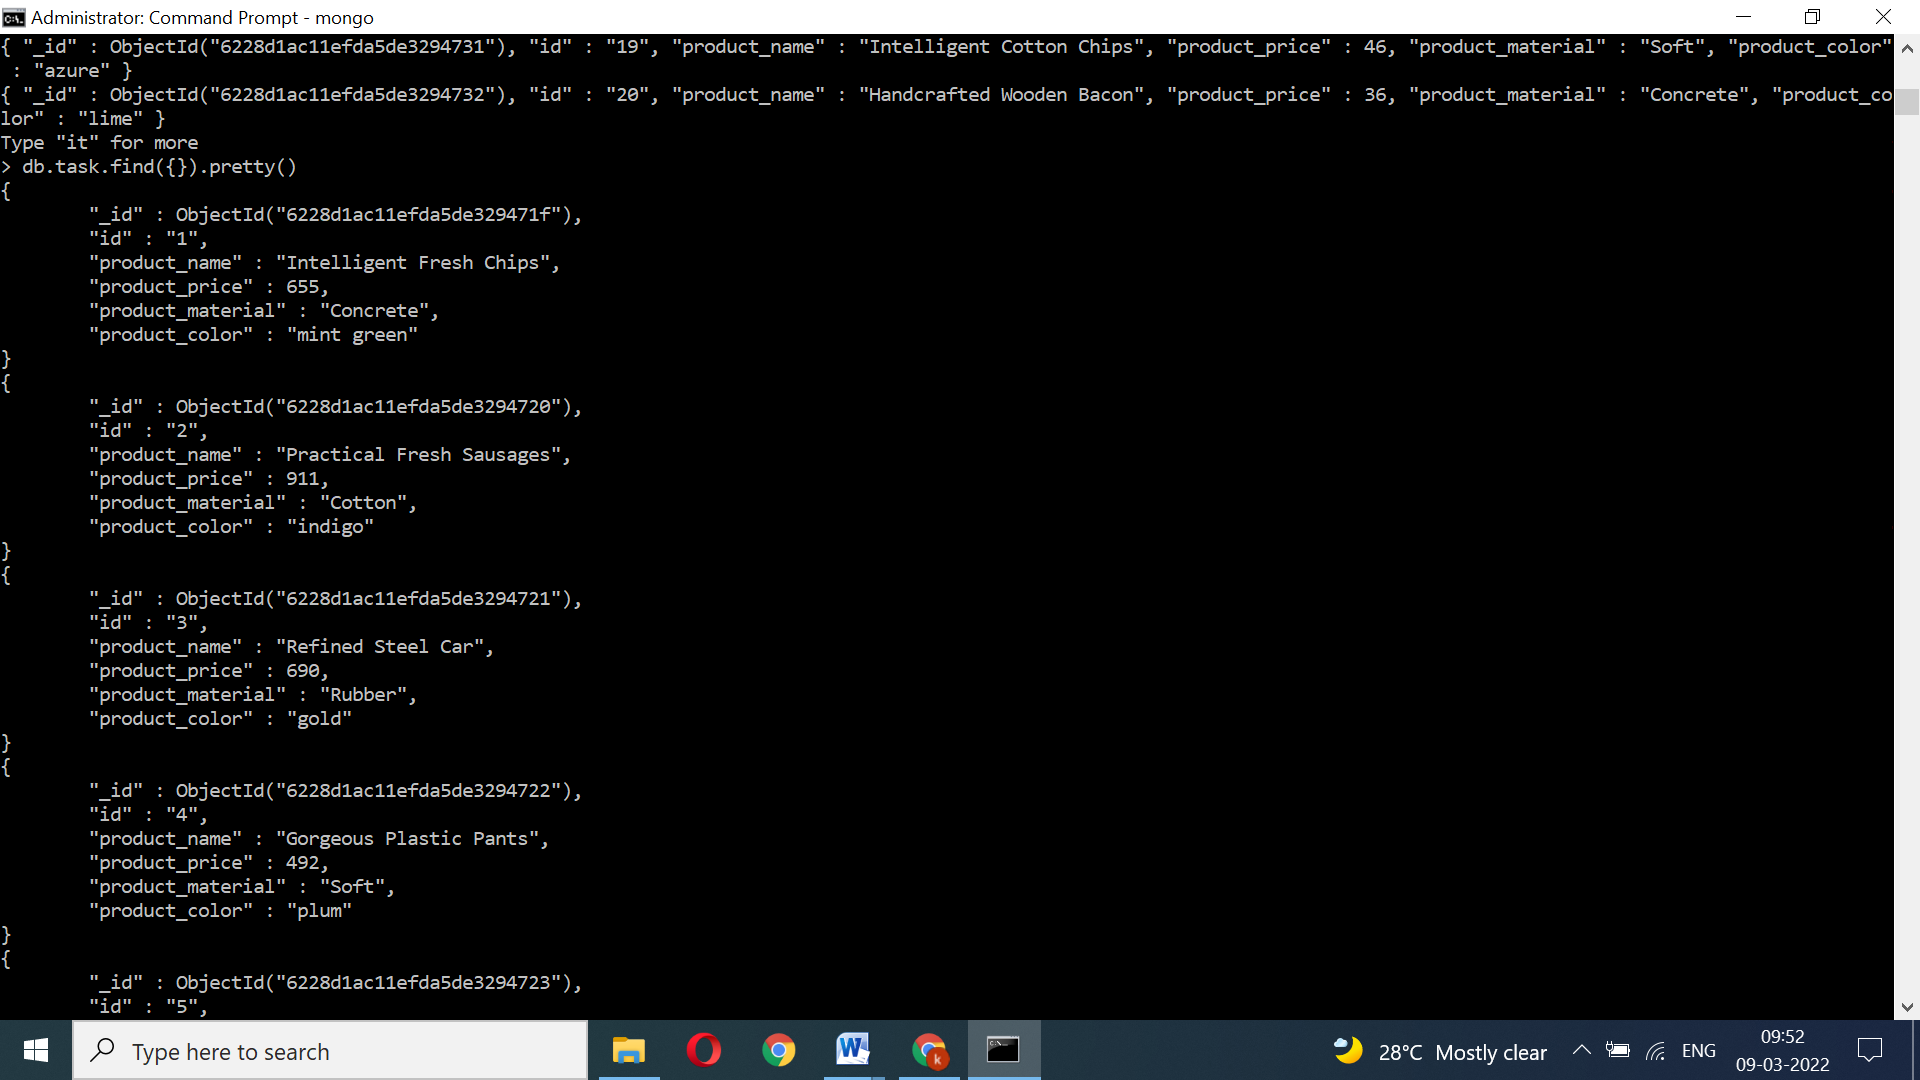 Administrator: Command Prompt - mongo
{ "_id" : ObjectId("6228d1ac11efda5de3294731"), "id" : "19", "product_name" : "Intelligent Cotton Chips", "product_price" : 46, "product_material" : "Soft", "product_color"
 : "azure" }
{ "_id" : ObjectId("6228d1ac11efda5de3294732"), "id" : "20", "product_name" : "Handcrafted Wooden Bacon", "product_price" : 36, "product_material" : "Concrete", "product_co
lor" : "lime" }
Type "it" for more
> db.task.find({}).pretty()
{
        "_id" : ObjectId("6228d1ac11efda5de329471f"),
        "id" : "1",
        "product_name" : "Intelligent Fresh Chips",
        "product_price" : 655,
        "product_material" : "Concrete",
        "product_color" : "mint green"
}
{
        "_id" : ObjectId("6228d1ac11efda5de3294720"),
        "id" : "2",
        "product_name" : "Practical Fresh Sausages",
        "product_price" : 911,
        "product_material" : "Cotton",
        "product_color" : "indigo"
}
{
        "_id" : ObjectId("6228d1ac11efda5de3294721"),
        "id" : "3",
        "product_name" : "Refined Steel Car",
        "product_price" : 690,
        "product_material" : "Rubber",
        "product_color" : "gold"
}
{
        "_id" : ObjectId("6228d1ac11efda5de3294722"),
        "id" : "4",
        "product_name" : "Gorgeous Plastic Pants",
        "product_price" : 492,
        "product_material" : "Soft",
        "product_color" : "plum"
}
{
        "_id" : ObjectId("6228d1ac11efda5de3294723"),
        "id" : "5",
Type here to search
28°C Mostly clear
ENG
09:52
09-03-2022